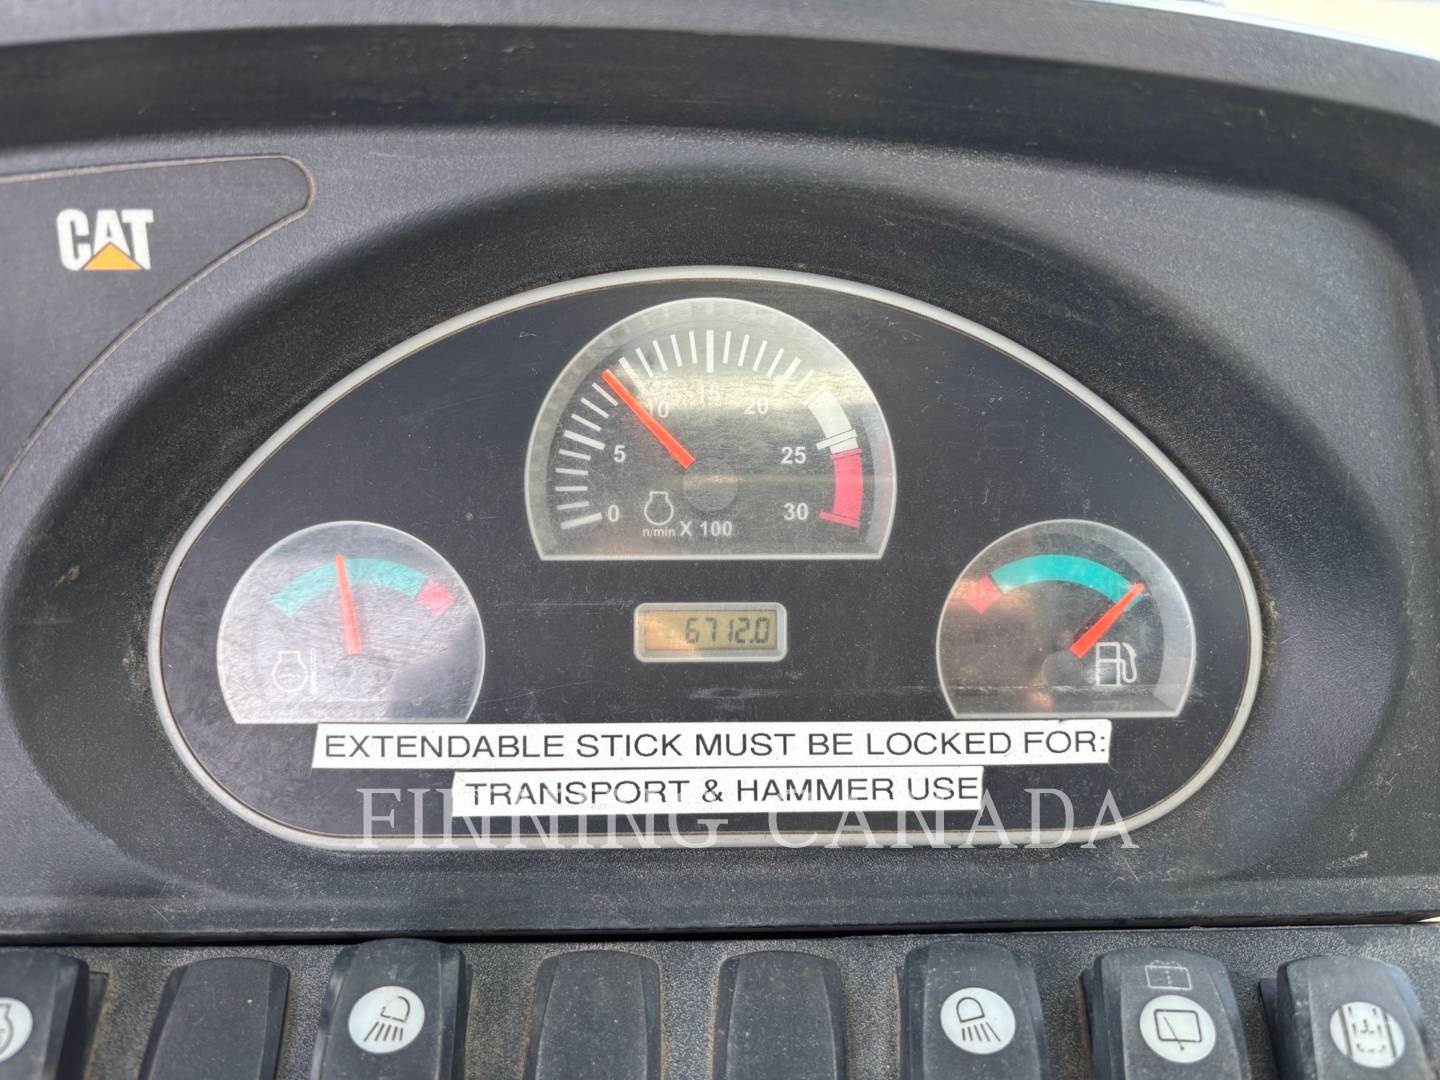 CAT
10
15
20
5
25
0
30
n/min X 100
6712.0
EXTENDABLE STICK MUST BE LOCKED FOR:
TRANSPORT & HAMMER USE
FINNING CANADA